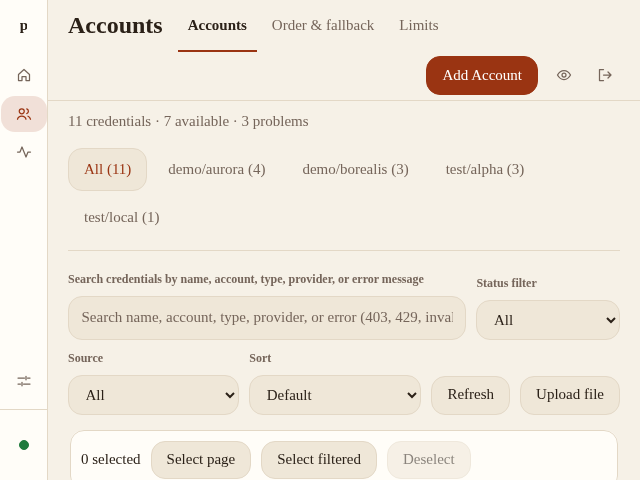 p
Accounts Accounts Order & fallback Limits
Add Account
11 credentials · 7 available · 3 problems
All (11) demo/aurora (4) demo/borealis (3) test/alpha (3)
test/local (1)
Search credentials by name, account, type, provider, or error message Status filter
Search name, account, type, provider, or error (403, 429, inval All
Source Sort
All Default Refresh Upload file
0 selected Select page Select filtered Deselect